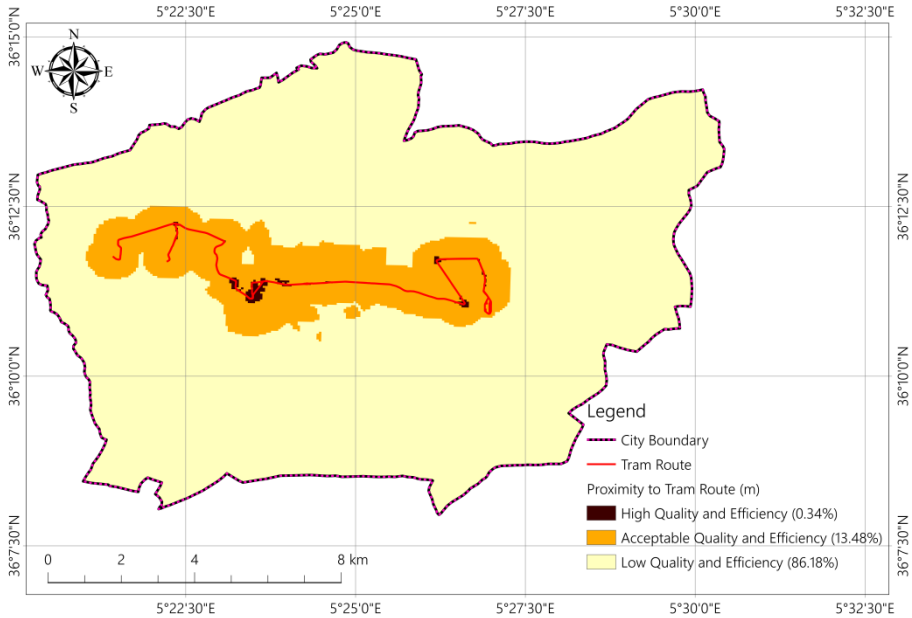 5°22'30"E 5°25'0"E 5°27'30"E 5°30'0"E 5°32'30"E
36°15'0"N 36°15'0"N
N
W E
S
36°12'30"N 36°12'30"N
36°10'0"N 36°10'0"N
Legend
City Boundary
Tram Route
Proximity to Tram Route (m)
High Quality and Efficiency (0.34%)
Acceptable Quality and Efficiency (13.48%)
Low Quality and Efficiency (86.18%)
36°7'30"N 36°7'30"N
0 2 4 8 km
5°22'30"E 5°25'0"E 5°27'30"E 5°30'0"E 5°32'30"E